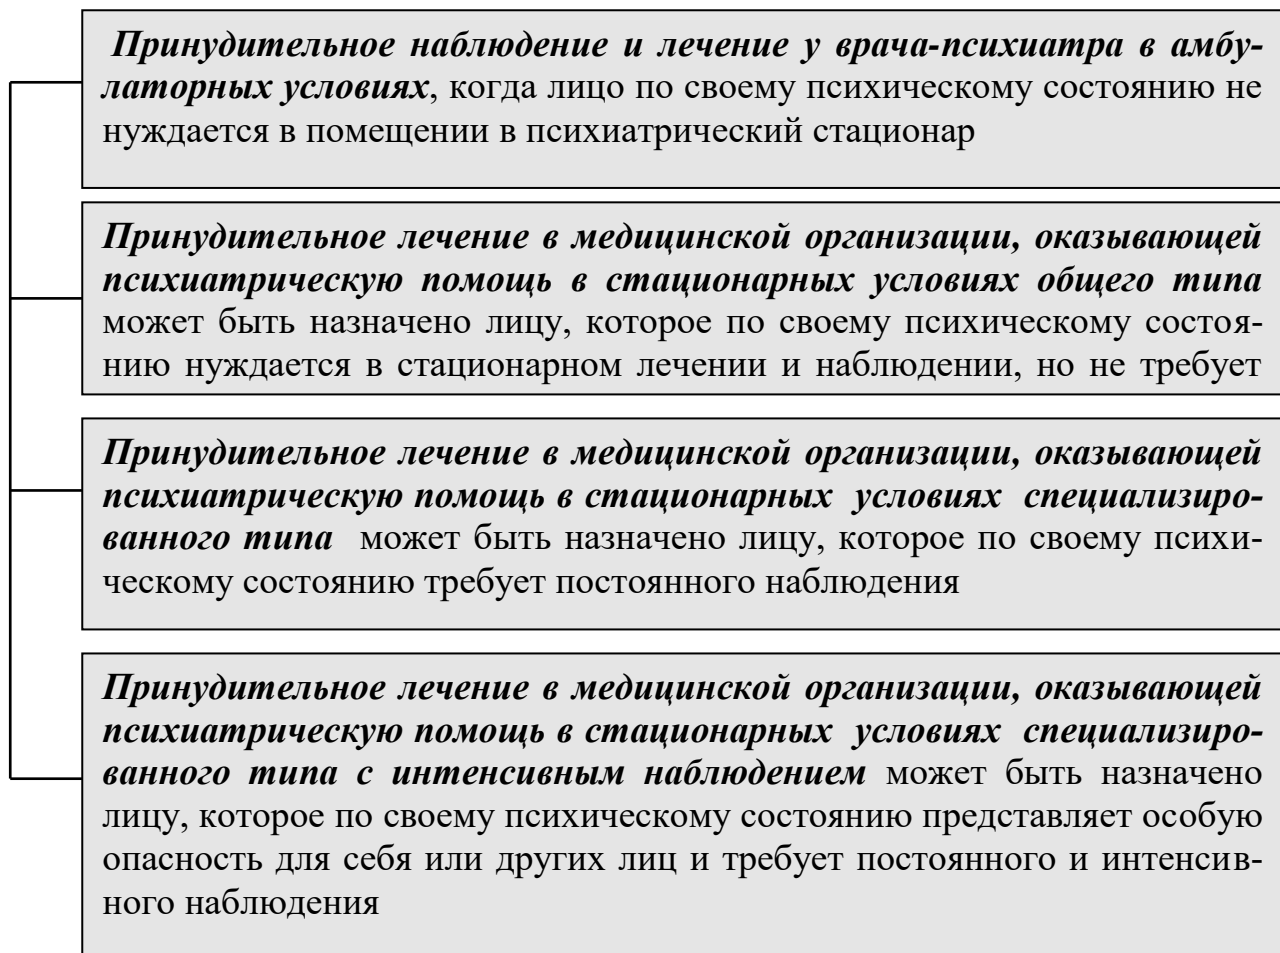 Принудительное наблюдение и лечение у врача-психиатра в амбу-
латорных условиях, когда лицо по своему психическому состоянию не
нуждается в помещении в психиатрический стационар
Принудительное лечение в медицинской организации, оказывающей
психиатрическую помощь в стационарных условиях общего типа
может быть назначено лицу, которое по своему психическому состоя-
нию нуждается в стационарном лечении и наблюдении, но не требует
Принудительное лечение в медицинской организации, оказывающей
психиатрическую помощь в стационарных условиях специализиро-
ванного типа может быть назначено лицу, которое по своему психи-
ческому состоянию требует постоянного наблюдения
Принудительное лечение в медицинской организации, оказывающей
психиатрическую помощь в стационарных условиях специализиро-
ванного типа с интенсивным наблюдением может быть назначено
лицу, которое по своему психическому состоянию представляет особую
опасность для себя или других лиц и требует постоянного и интенсив-
ного наблюдения